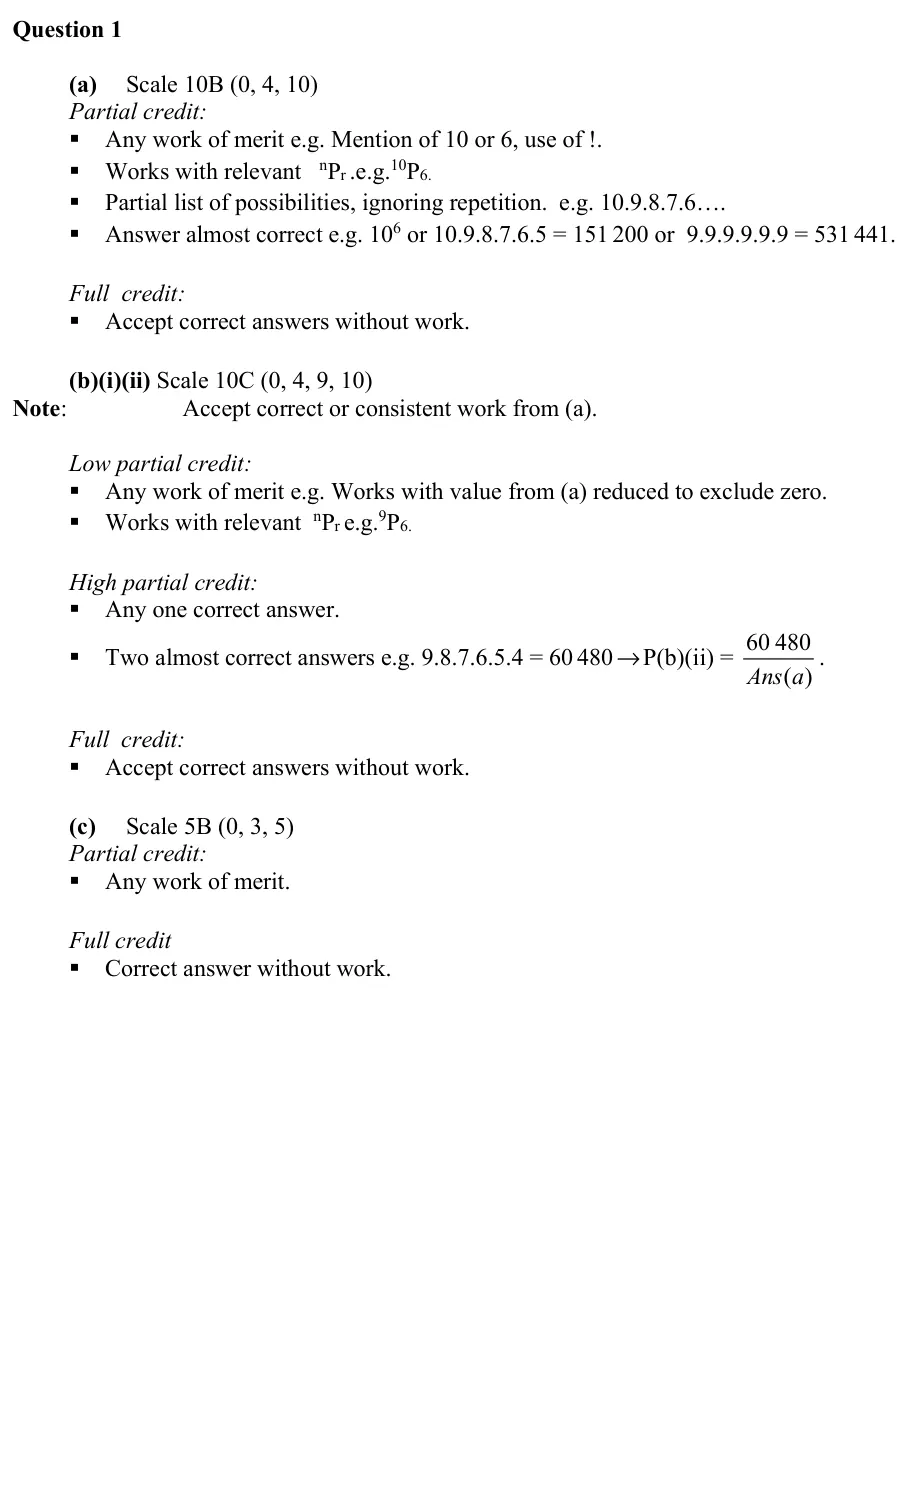 Question 1
(a) Scale 10B (0, 4, 10)
Partial credit:
▪ Any work of merit e.g. Mention of 10 or 6, use of !.
▪ Works with relevant ⁿPᵣ .e.g.¹⁰P₆.
▪ Partial list of possibilities, ignoring repetition. e.g. 10.9.8.7.6….
▪ Answer almost correct e.g. 10⁶ or 10.9.8.7.6.5 = 151 200 or 9.9.9.9.9.9 = 531 441.
Full credit:
▪ Accept correct answers without work.
(b)(i)(ii) Scale 10C (0, 4, 9, 10)
Note: Accept correct or consistent work from (a).
Low partial credit:
▪ Any work of merit e.g. Works with value from (a) reduced to exclude zero.
▪ Works with relevant ⁿPᵣ e.g.⁹P₆.
High partial credit:
▪ Any one correct answer.
▪ Two almost correct answers e.g. 9.8.7.6.5.4 = 60 480 → P(b)(ii) = 60 480 / Ans(a) .
Full credit:
▪ Accept correct answers without work.
(c) Scale 5B (0, 3, 5)
Partial credit:
▪ Any work of merit.
Full credit
▪ Correct answer without work.